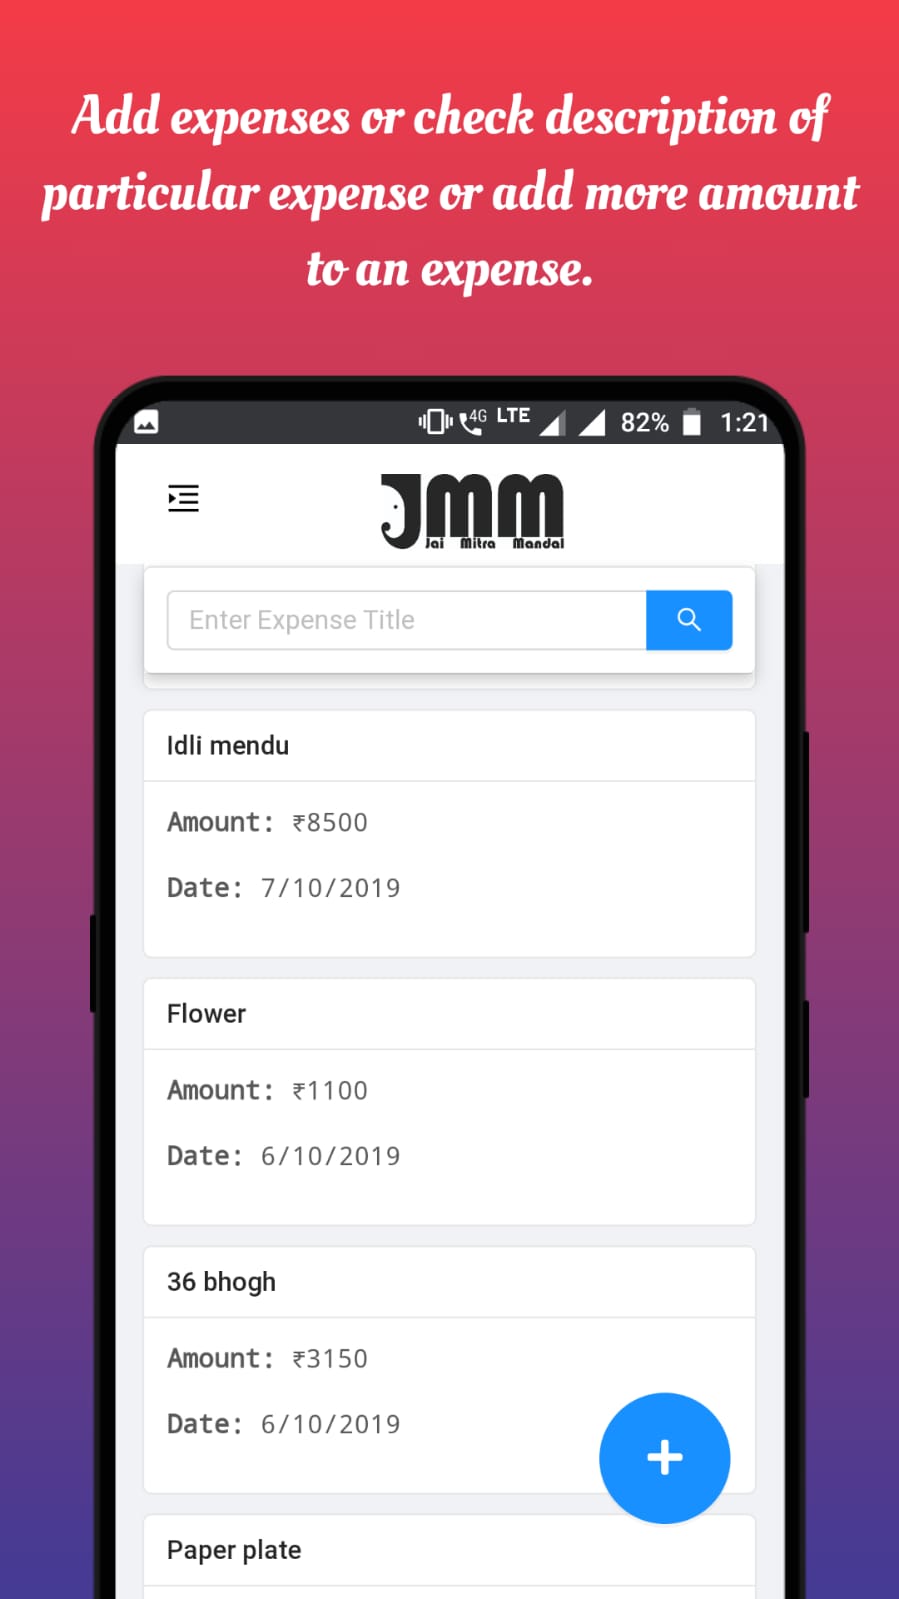 Add expenses or check description of
particular expense or add more amount
to an expense.
4G LTE 82% 1:21
JMM
Jai Mitra Mandal
Enter Expense Title
Idli mendu
Amount: ₹8500
Date: 7/10/2019
Flower
Amount: ₹1100
Date: 6/10/2019
36 bhogh
Amount: ₹3150
Date: 6/10/2019
Paper plate